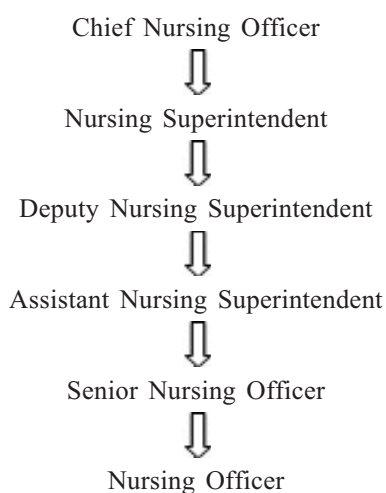 Chief Nursing Officer
Nursing Superintendent
Deputy Nursing Superintendent
Assistant Nursing Superintendent
Senior Nursing Officer
Nursing Officer